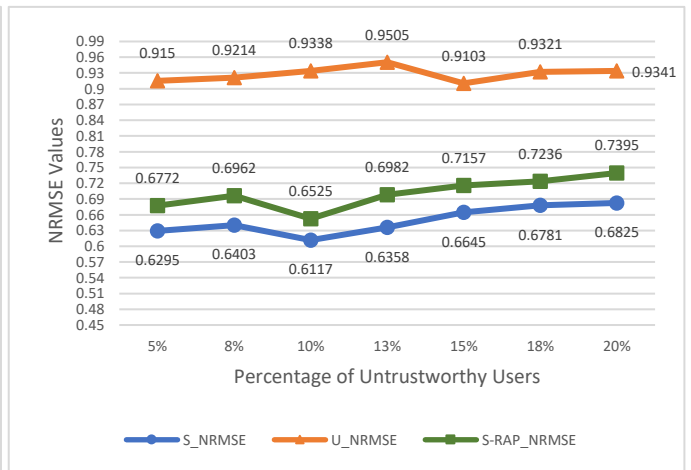 0.99
0.96
0.93
0.9
0.87
0.84
0.81
0.78
0.75
0.72
0.69
0.66
0.63
0.6
0.57
0.54
0.51
0.48
0.45
NRMSE Values
0.915 0.9214 0.9338 0.9505 0.9103 0.9321 0.9341
0.6772 0.6962 0.6525 0.6982 0.7157 0.7236 0.7395
0.6295 0.6403 0.6117 0.6358 0.6645 0.6781 0.6825
5% 8% 10% 13% 15% 18% 20%
Percentage of Untrustworthy Users
S_NRMSE U_NRMSE S-RAP_NRMSE